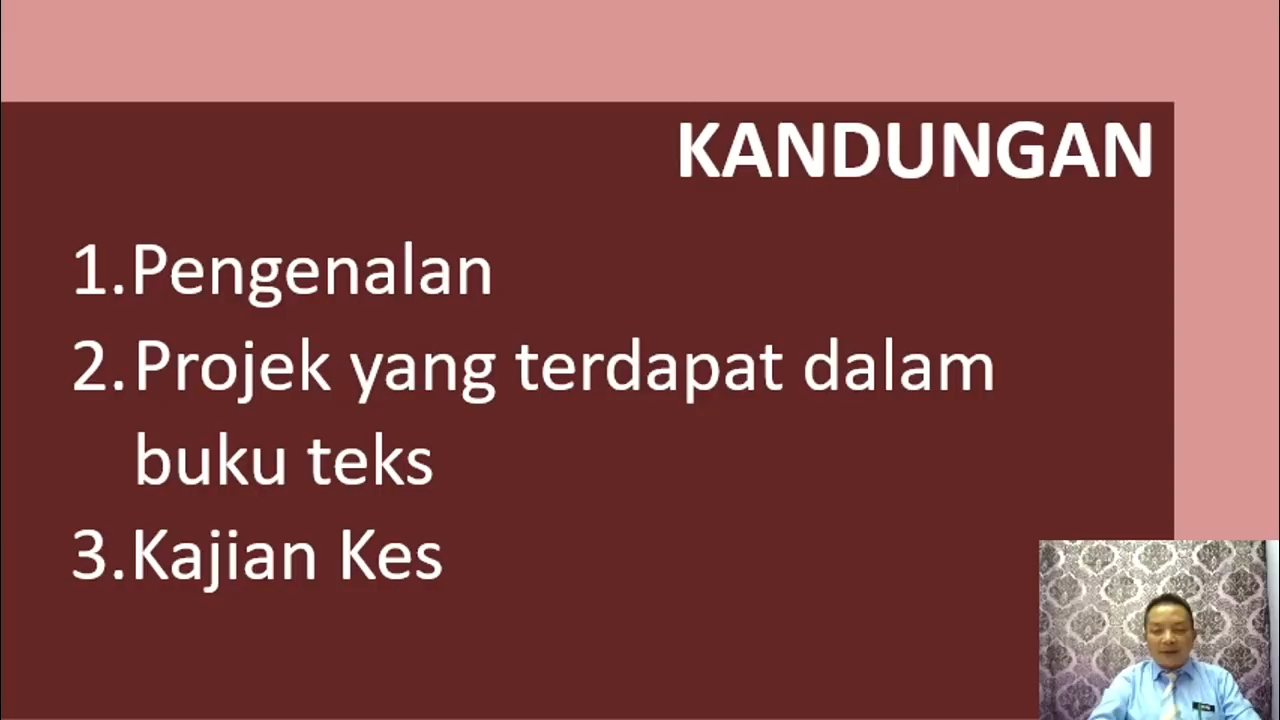 KANDUNGAN
1.Pengenalan
2.Projek yang terdapat dalam
buku teks
3.Kajian Kes